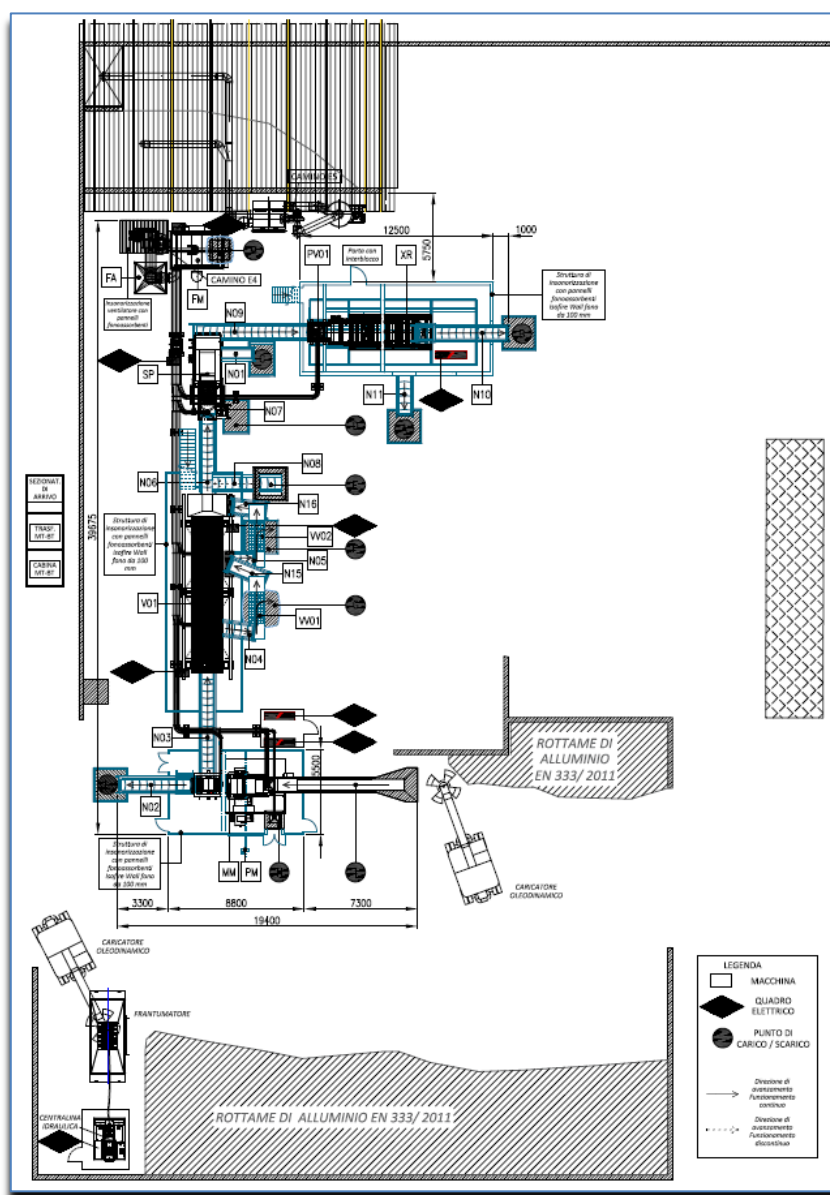 CAMINO E5
12500
1000
5750
PV01
Porta con
interblocco
XR
FA
FM
CAMINO E4
Insonorizzazione
ventilatore con
pannelli
fonoassorbenti
Struttura di
insonorizzazione
con pannelli
fonoassorbenti
isofire Wall fono
da 100 mm
N09
SP
N01
N07
N11
N10
N06
N08
N16
SEZIONAT.
DI
ARRIVO
TRASF.
MT-BT
CABINA
MT-BT
39675
Struttura di
insonorizzazione
con pannelli
fonoassorbenti
isofire Wall
fono da 100
mm
VV02
N05
N15
V01
VV01
N04
N03
5500
ROTTAME DI
ALLUMINIO
EN 333/ 2011
N02
Struttura di
insonorizzazione
con pannelli
fonoassorbenti
isofire Wall fono
da 100 mm
MM
PM
3300
8800
7300
19400
CARICATORE
OLEODINAMICO
CARICATORE
OLEODINAMICO
FRANTUMATORE
CENTRALINA
IDRAULICA
ROTTAME DI ALLUMINIO EN 333/ 2011
LEGENDA
MACCHINA
QUADRO
ELETTRICO
PUNTO DI
CARICO / SCARICO
Direzione di
avanzamento
Funzionamento
continuo
Direzione di
avanzamento
Funzionamento
discontinuo